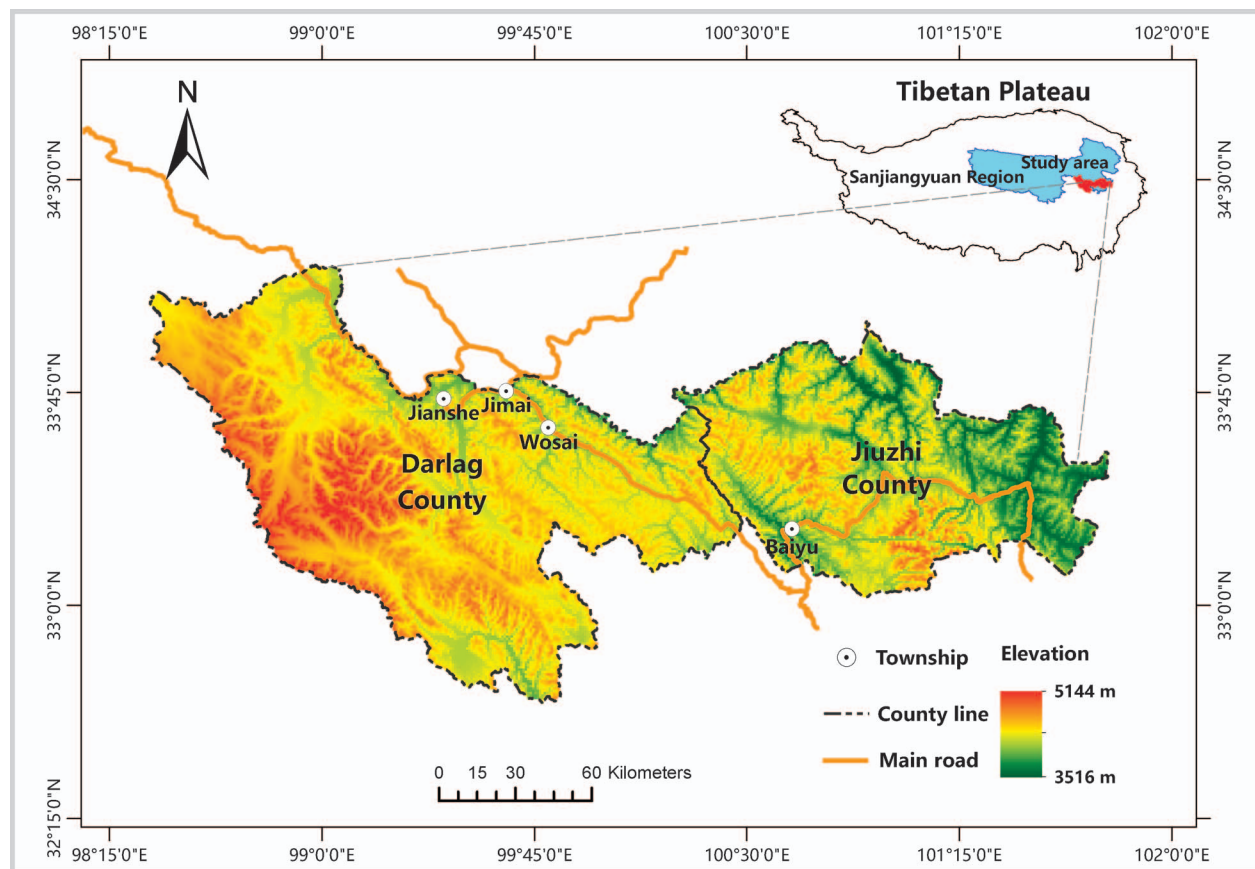 98°15'0"E 99°0'0"E 99°45'0"E 100°30'0"E 101°15'0"E 102°0'0"E
N
Tibetan Plateau
Study area
Sanjiangyuan Region
34°30'0"N
34°30'0"N
33°45'0"N
33°45'0"N
Jianshe
Jimai
Wosai
Darlag
County
Jiuzhi
County
Baiyu
33°0'0"N
33°0'0"N
Township
County line
Main road
Elevation
5144 m
3516 m
0 15 30 60 Kilometers
32°15'0"N
32°15'0"N
98°15'0"E 99°0'0"E 99°45'0"E 100°30'0"E 101°15'0"E 102°0'0"E